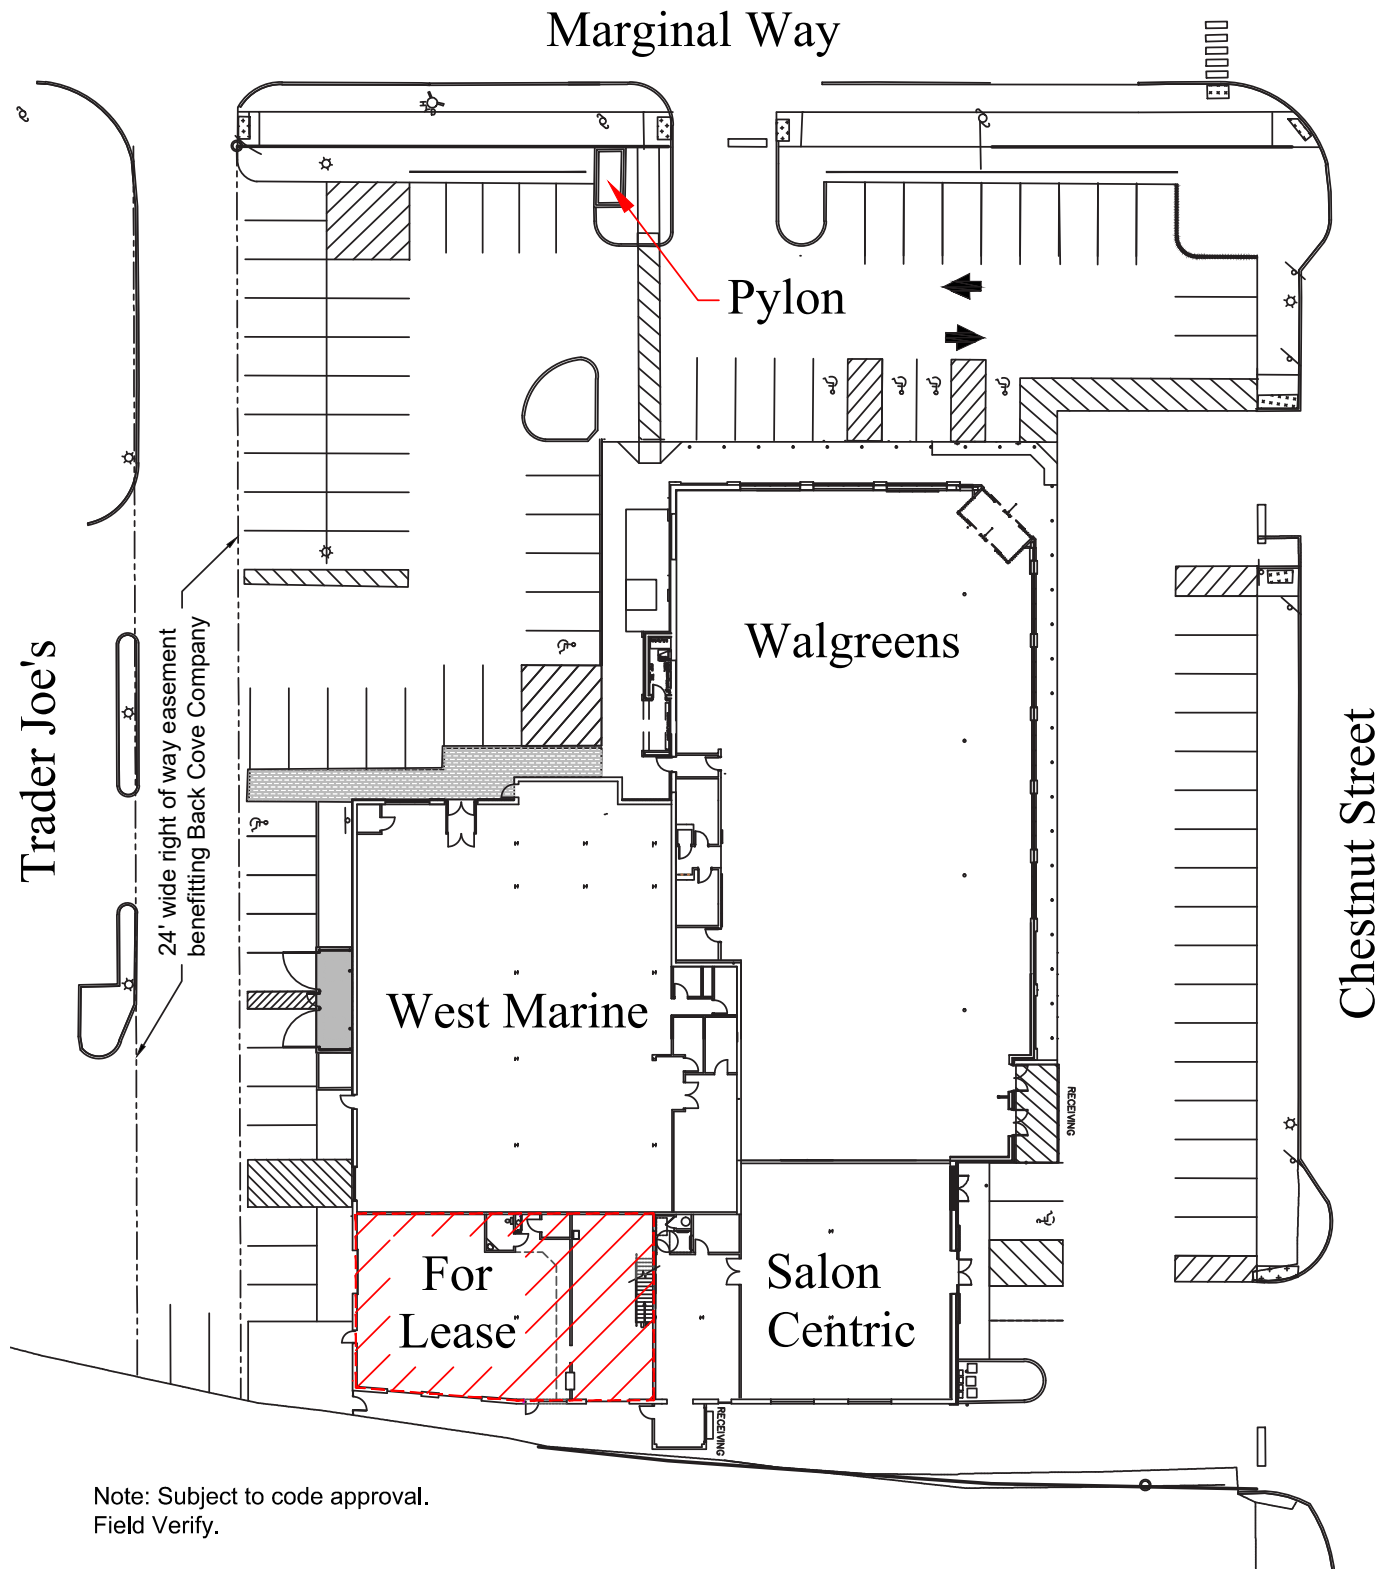 Marginal Way
Pylon
Walgreens
Trader Joe's
24' wide right of way easement
benefitting Back Cove Company
Chestnut Street
West Marine
RECEIVING
For
Lease
Salon
Centric
RECEIVING
Note: Subject to code approval.
Field Verify.